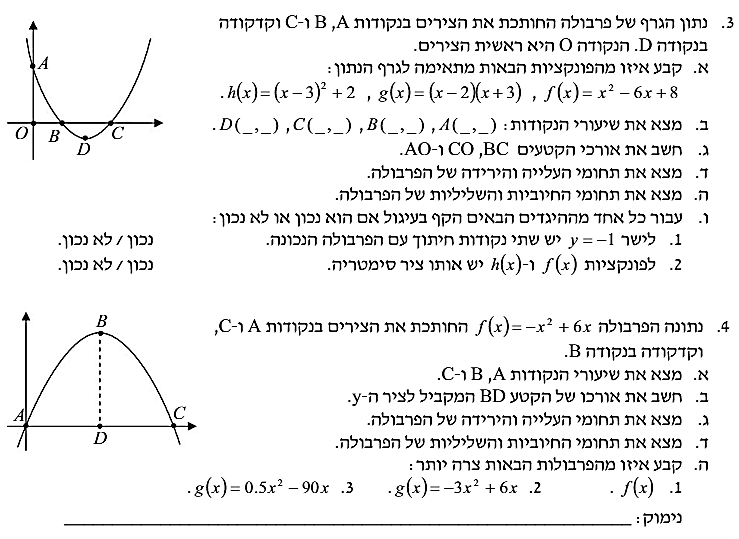 3. נתון הגרף של פרבולה החותכת את הצירים בנקודות A, B ו-C וקדקודה
בנקודה D. הנקודה O היא ראשית הצירים.
א. קבע איזו מהפונקציות הבאות מתאימה לגרף הנתון:
f(x) = x² − 6x + 8 , g(x) = (x − 2)(x + 3) , h(x) = (x − 3)² + 2 .
ב. מצא את שיעורי הנקודות: A(_,_) , B(_,_) , C(_,_) , D(_,_) .
ג. חשב את אורכי הקטעים BC, CO ו-AO.
ד. מצא את תחומי העלייה והירידה של הפרבולה.
ה. מצא את תחומי החיוביות והשליליות של הפרבולה.
ו. עבור כל אחד מההיגדים הבאים הקף בעיגול אם הוא נכון או לא נכון:
1. לישר y = −1 יש שתי נקודות חיתוך עם הפרבולה הנכונה. נכון / לא נכון.
2. לפונקציות f(x) ו-h(x) יש אותו ציר סימטריה. נכון / לא נכון.
A
O B C
D
4. נתונה הפרבולה f(x) = −x² + 6x החותכת את הצירים בנקודות A ו-C,
וקדקודה בנקודה B.
א. מצא את שיעורי הנקודות A, B ו-C.
ב. חשב את אורכו של הקטע BD המקביל לציר ה-y.
ג. מצא את תחומי העלייה והירידה של הפרבולה.
ד. מצא את תחומי החיוביות והשליליות של הפרבולה.
ה. קבע איזו מהפרבולות הבאות צרה יותר:
1. f(x) . 2. g(x) = −3x² + 6x . 3. g(x) = 0.5x² − 90x .
נימוק: ____________________
B
A C
D